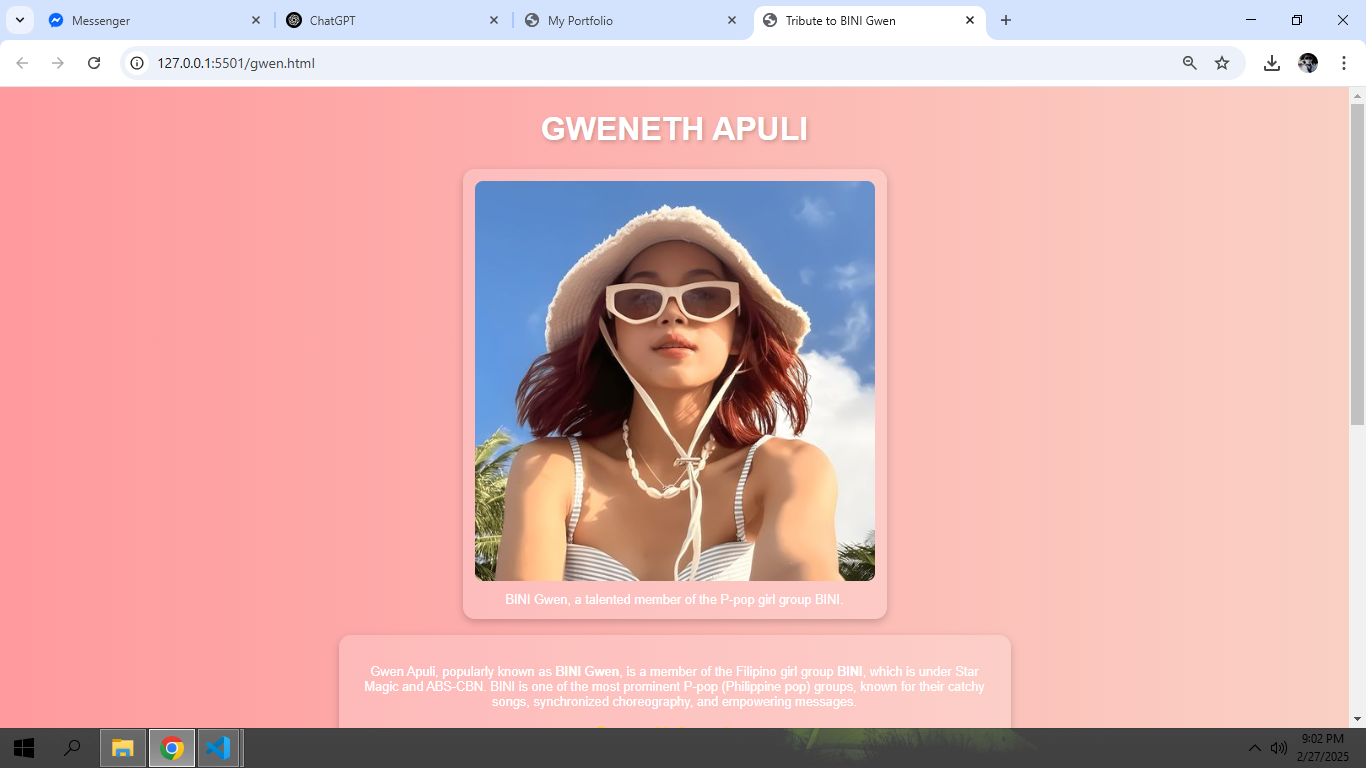 Messenger
ChatGPT
My Portfolio
Tribute to BINI Gwen
127.0.0.1:5501/gwen.html
GWENETH APULI
BINI Gwen, a talented member of the P-pop girl group BINI.
Gwen Apuli, popularly known as BINI Gwen, is a member of the Filipino girl group BINI, which is under Star
Magic and ABS-CBN. BINI is one of the most prominent P-pop (Philippine pop) groups, known for their catchy
songs, synchronized choreography, and empowering messages.
9:02 PM
2/27/2025